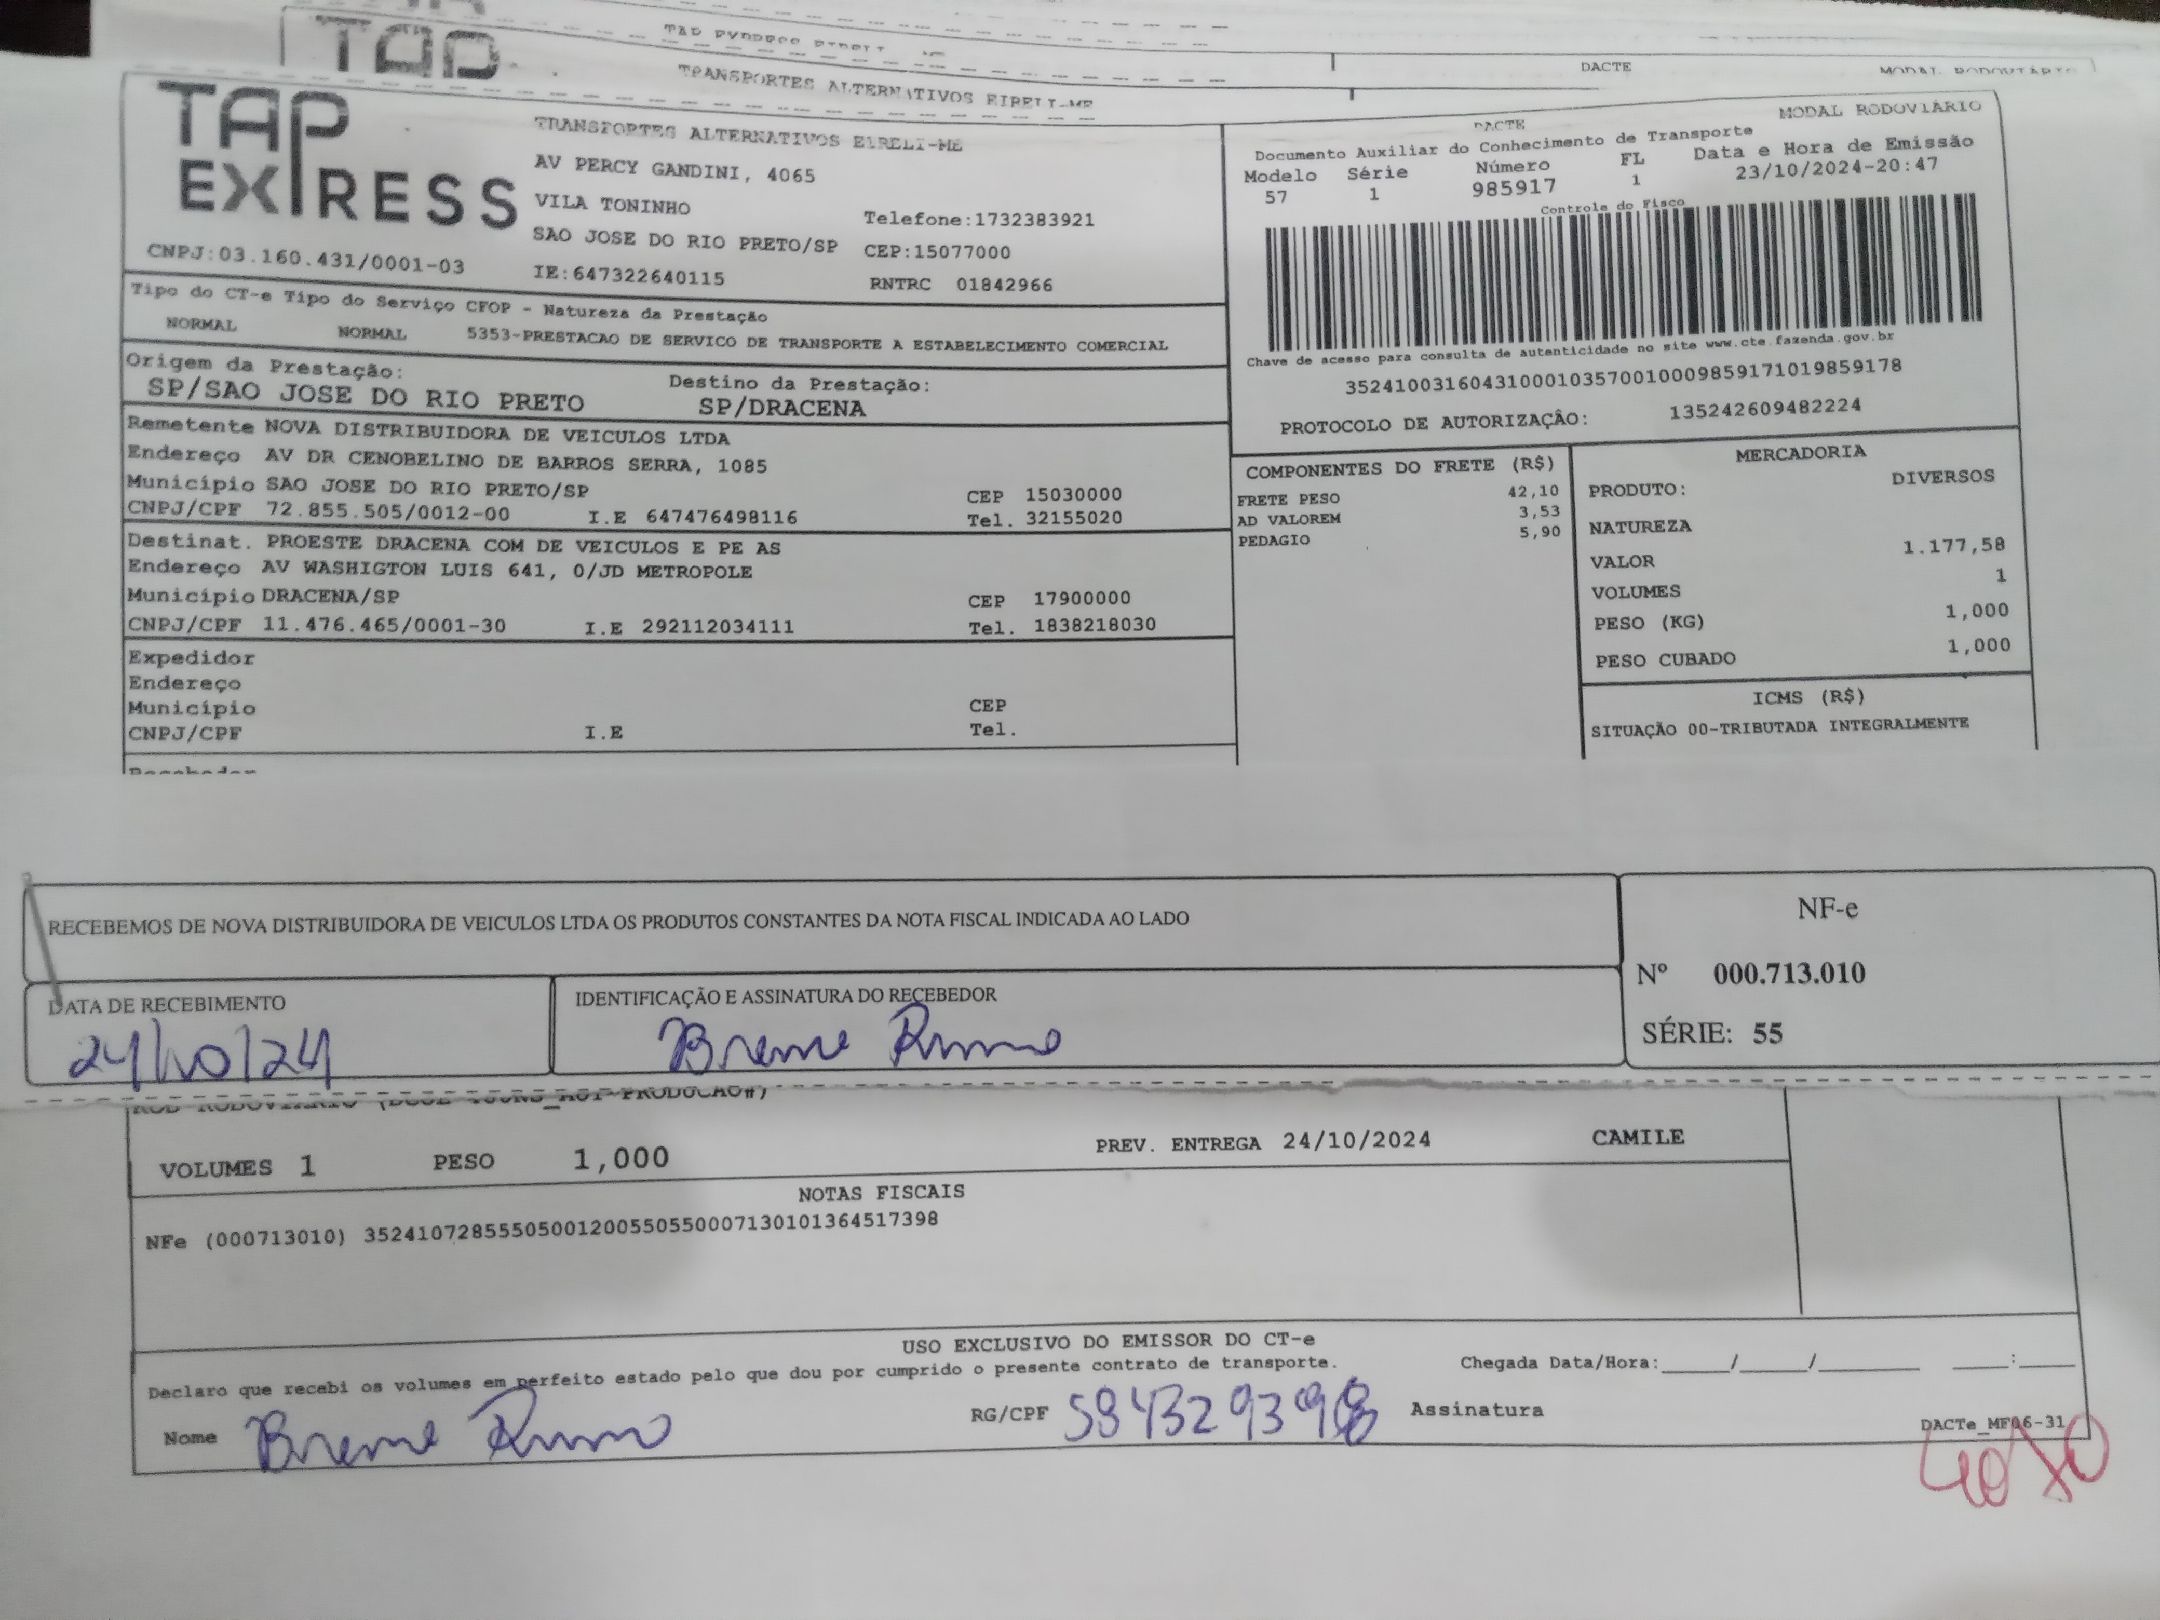 TAP
TRANSPORTES ALTERNATIVOS EIRELI-ME
DACTE
MODAL RODOVIÁRIO
TAP EXPRESS
CNPJ:03.160.431/0001-03
TRANSPORTES ALTERNATIVOS EIRELI-ME
AV PERCY GANDINI, 4065
VILA TONINHO
Telefone:1732383921
SAO JOSE DO RIO PRETO/SP CEP:15077000
IE:647322640115 RNTRC 01842966
DACTE MODAL RODOVIÁRIO
Documento Auxiliar do Conhecimento de Transporte
Modelo Série Número FL Data e Hora de Emissão
57 1 985917 1 23/10/2024-20:47
Controle do Fisco
Chave de acesso para consulta de autenticidade no site www.cte.fazenda.gov.br
35241003160431000103570010009859171019859178
PROTOCOLO DE AUTORIZAÇÂO: 135242609482224
Tipo do CT-e Tipo do Serviço CFOP - Natureza da Prestação
NORMAL NORMAL 5353-PRESTACAO DE SERVICO DE TRANSPORTE A ESTABELECIMENTO COMERCIAL
Origem da Prestação: Destino da Prestação:
SP/SAO JOSE DO RIO PRETO SP/DRACENA
Remetente NOVA DISTRIBUIDORA DE VEICULOS LTDA
Endereço AV DR CENOBELINO DE BARROS SERRA, 1085
Município SAO JOSE DO RIO PRETO/SP CEP 15030000
CNPJ/CPF 72.855.505/0012-00 I.E 647476498116 Tel. 32155020
Destinat. PROESTE DRACENA COM DE VEICULOS E PE AS
Endereço AV WASHIGTON LUIS 641, 0/JD METROPOLE
Município DRACENA/SP CEP 17900000
CNPJ/CPF 11.476.465/0001-30 I.E 292112034111 Tel. 1838218030
Expedidor
Endereço
Município CEP
CNPJ/CPF I.E Tel.
COMPONENTES DO FRETE (R$)
FRETE PESO 42,10
AD VALOREM 3,53
PEDAGIO 5,90
MERCADORIA
PRODUTO: DIVERSOS
NATUREZA
VALOR 1.177,58
VOLUMES 1
PESO (KG) 1,000
PESO CUBADO 1,000
ICMS (R$)
SITUAÇÃO 00-TRIBUTADA INTEGRALMENTE
RECEBEMOS DE NOVA DISTRIBUIDORA DE VEICULOS LTDA OS PRODUTOS CONSTANTES DA NOTA FISCAL INDICADA AO LADO
NF-e
Nº 000.713.010
SÉRIE: 55
DATA DE RECEBIMENTO
24/10/24
IDENTIFICAÇÃO E ASSINATURA DO RECEBEDOR
VOLUMES 1 PESO 1,000 PREV. ENTREGA 24/10/2024 CAMILE
NOTAS FISCAIS
NFe (000713010) 35241072855505001200550550007130101364517398
USO EXCLUSIVO DO EMISSOR DO CT-e
Declaro que recebi os volumes em perfeito estado pelo que dou por cumprido o presente contrato de transporte. Chegada Data/Hora:____/____/______ ___:___
Nome RG/CPF Assinatura
DACTe_MF06-31